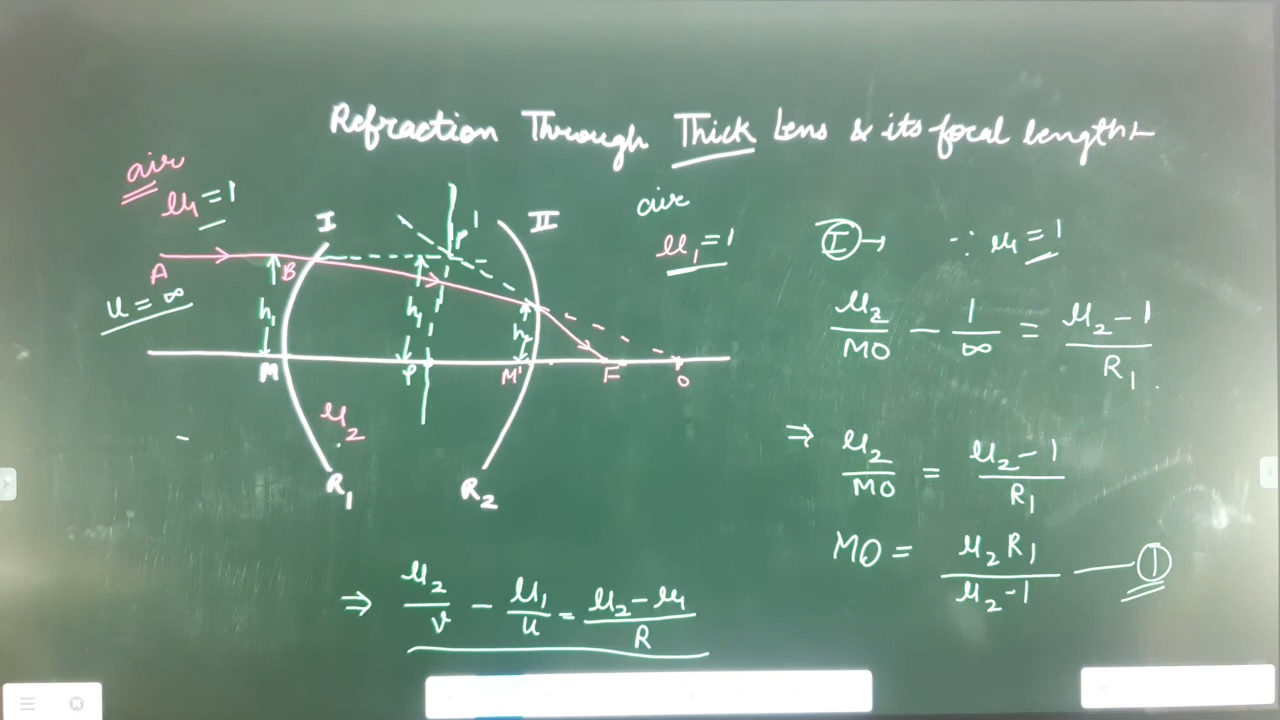 Refraction Through Thick Lens & its focal length
air
μ₁ = 1
I
II
air
μ₁ = 1
A
B
P'
u = ∞
h₁
h₁
h₂
M
P
M'
F
O
μ₂
R₁
R₂
⇒ μ₂/v - μ₁/u = μ₂-μ₁/R
I → ∵ μ₁ = 1
μ₂/MO - 1/∞ = μ₂-1/R₁
⇒ μ₂/MO = μ₂-1/R₁
MO = μ₂R₁/μ₂-1 — ①